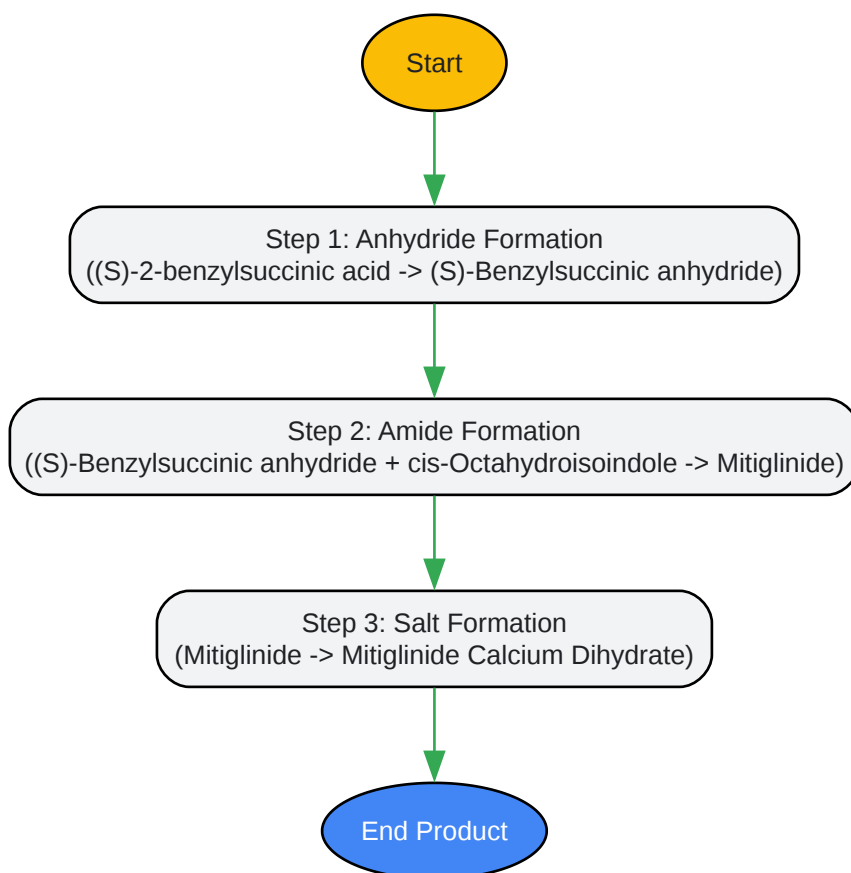 Start
Step 1: Anhydride Formation
((S)-2-benzylsuccinic acid -> (S)-Benzylsuccinic anhydride)
Step 2: Amide Formation
((S)-Benzylsuccinic anhydride + cis-Octahydroisoindole -> Mitiglinide)
Step 3: Salt Formation
(Mitiglinide -> Mitiglinide Calcium Dihydrate)
End Product